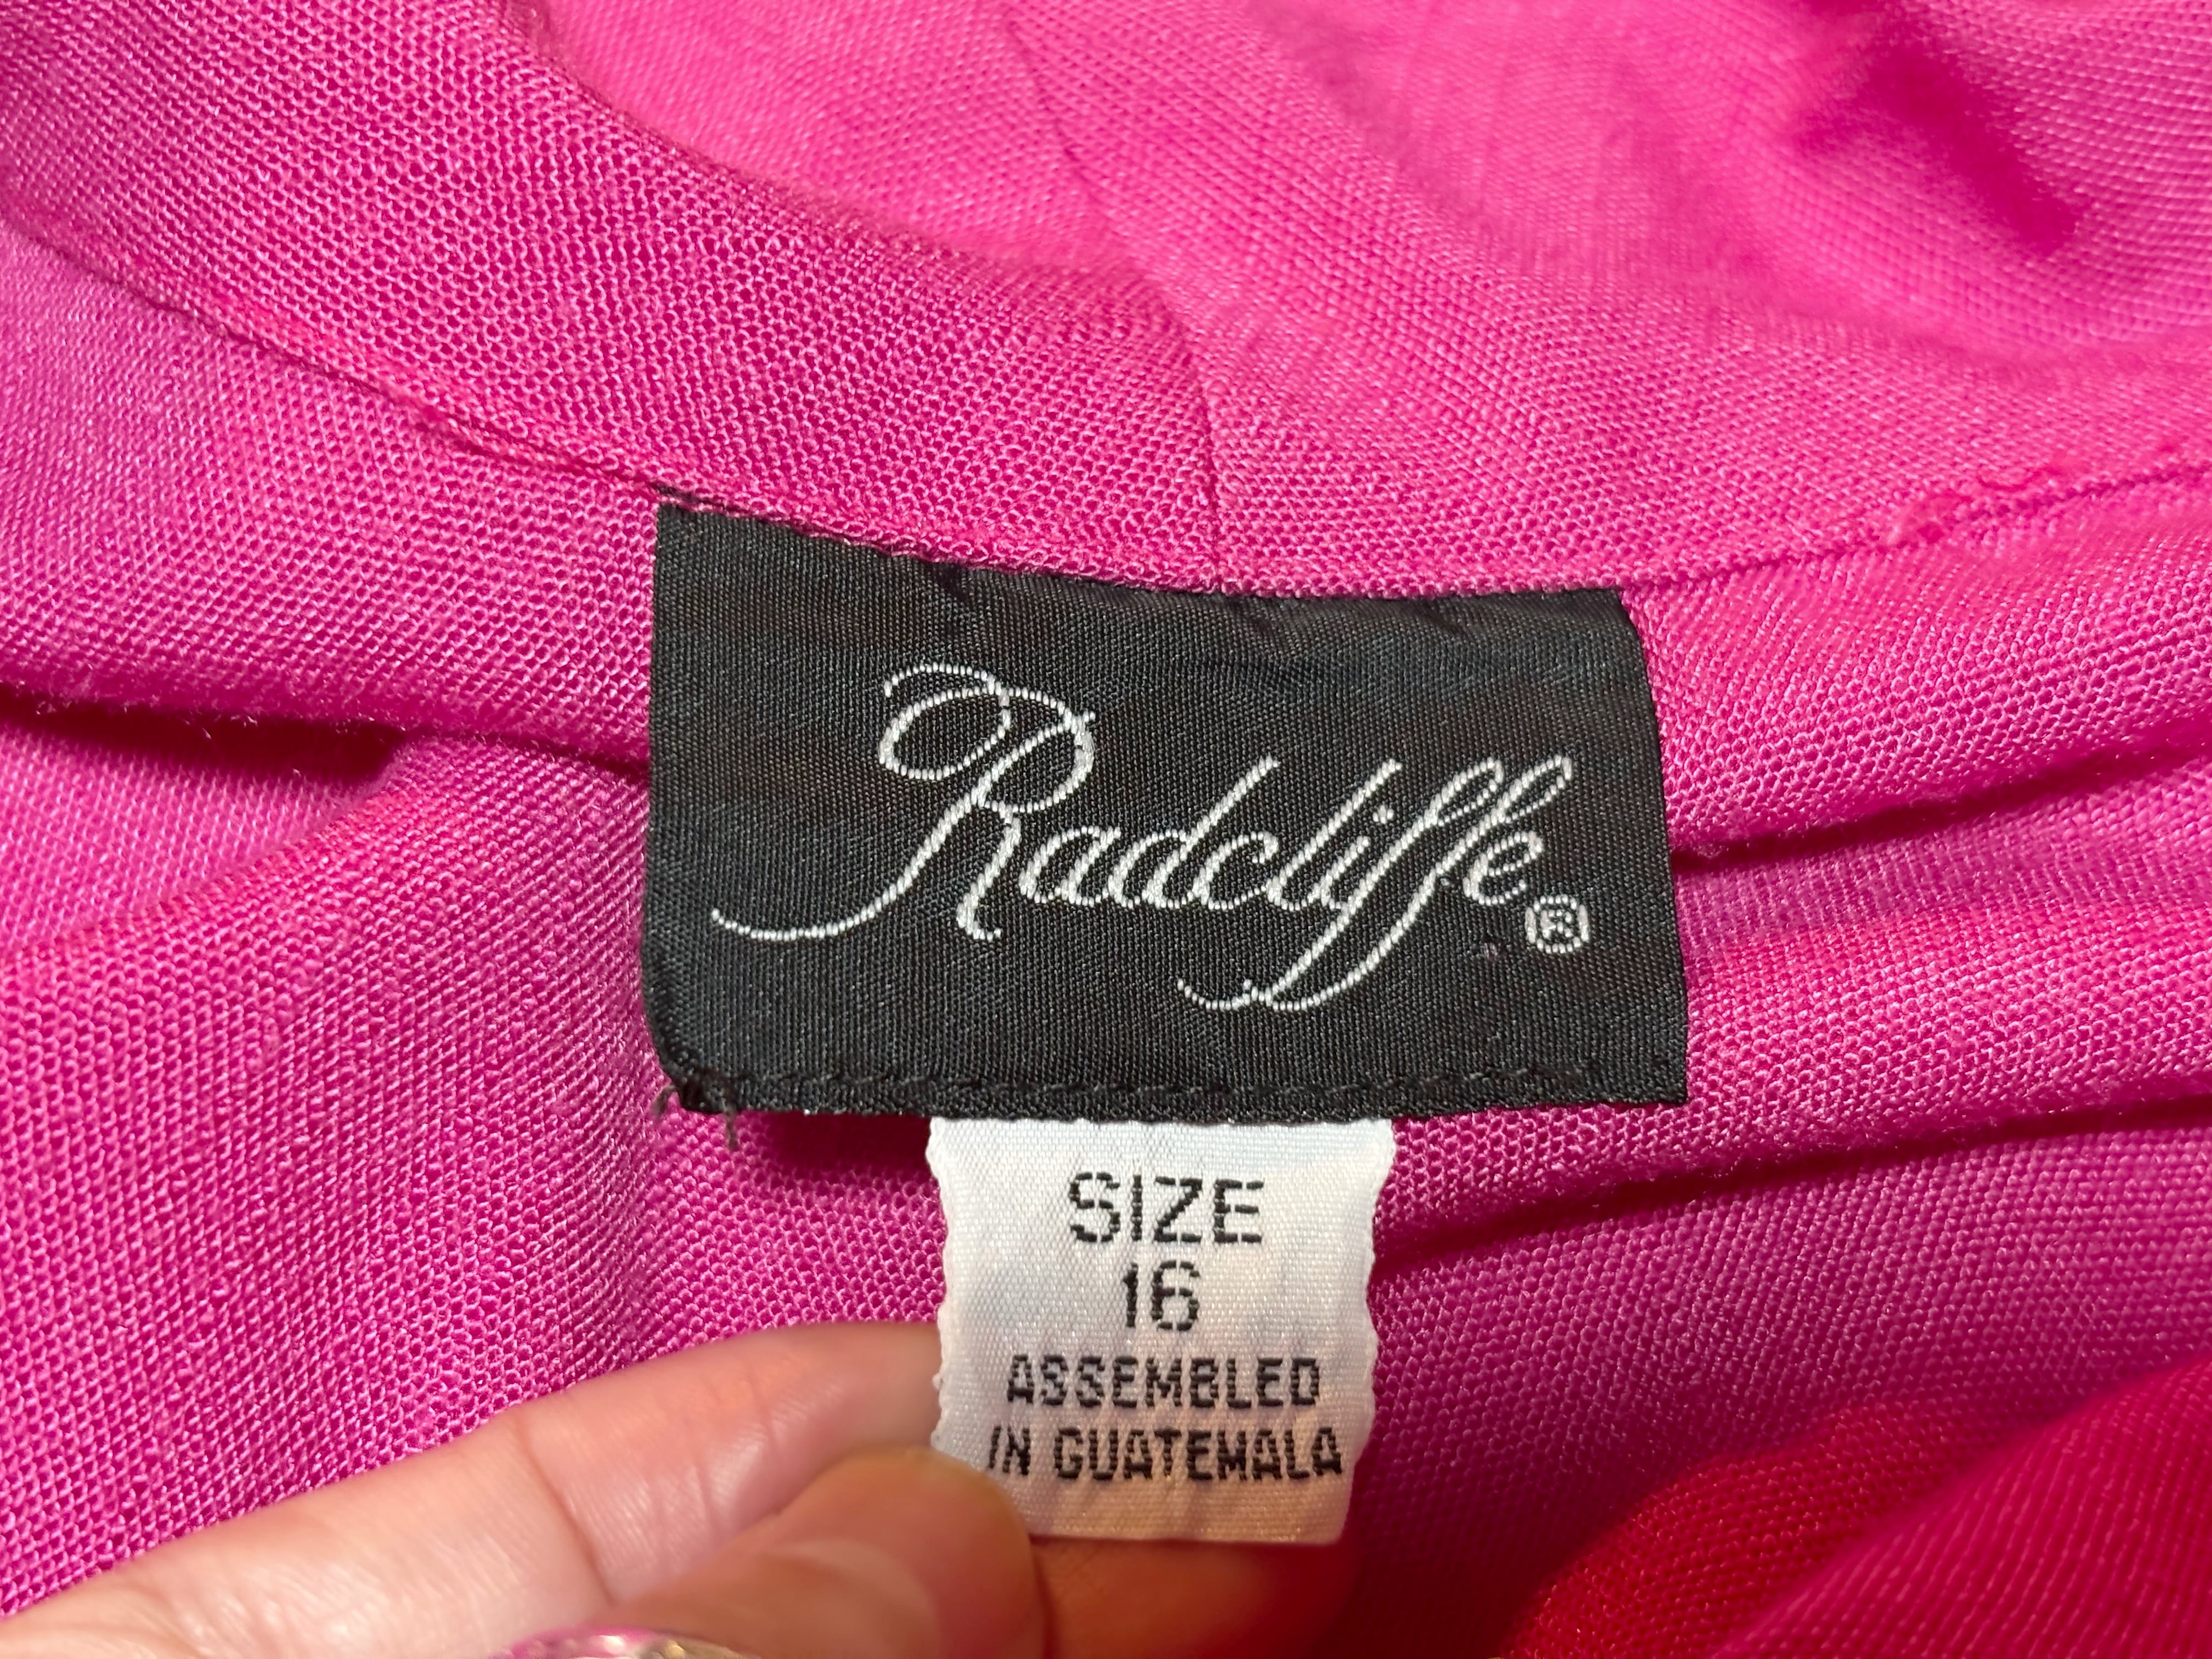 Radcliffe®
SIZE
16
ASSEMBLED
IN GUATEMALA